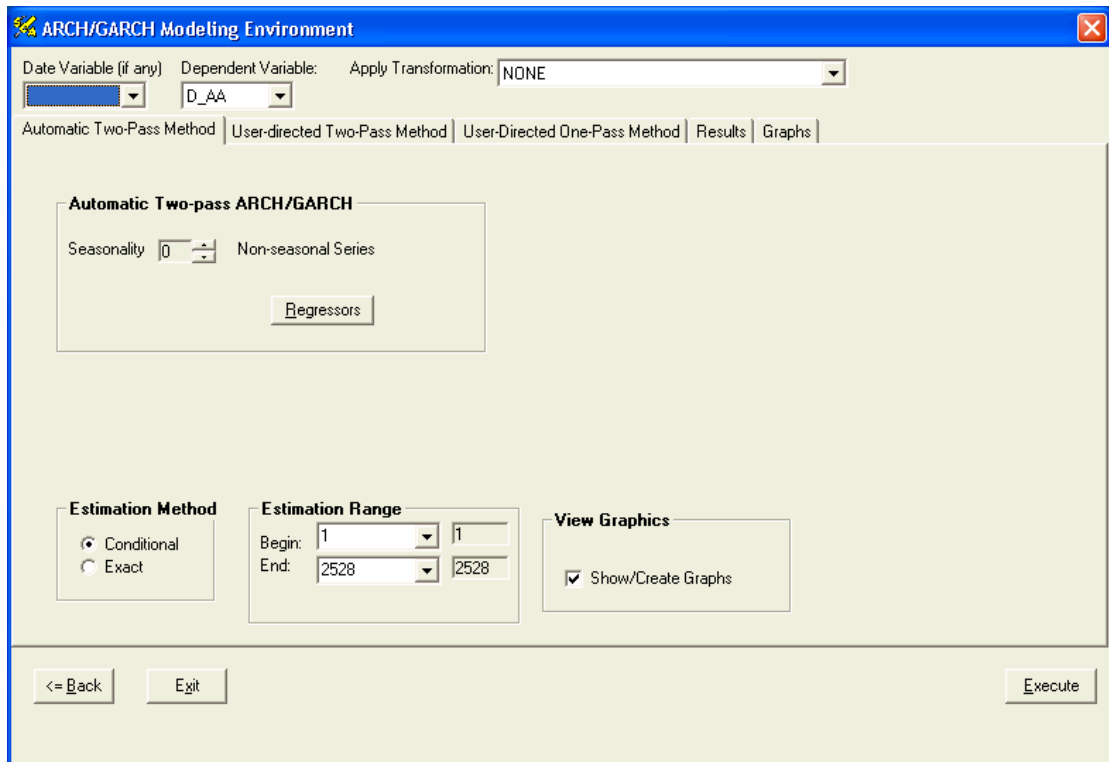 ARCH/GARCH Modeling Environment
Date Variable (if any) Dependent Variable: Apply Transformation: NONE
D_AA
Automatic Two-Pass Method User-directed Two-Pass Method User-Directed One-Pass Method Results Graphs
Automatic Two-pass ARCH/GARCH
Seasonality 0 Non-seasonal Series
Regressors
Estimation Method
Conditional
Exact
Estimation Range
Begin: 1 1
End: 2528 2528
View Graphics
Show/Create Graphs
<= Back Exit Execute